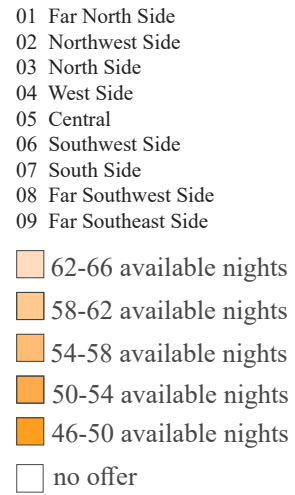 01 Far North Side
02 Northwest Side
03 North Side
04 West Side
05 Central
06 Southwest Side
07 South Side
08 Far Southwest Side
09 Far Southeast Side
62-66 available nights
58-62 available nights
54-58 available nights
50-54 available nights
46-50 available nights
no offer